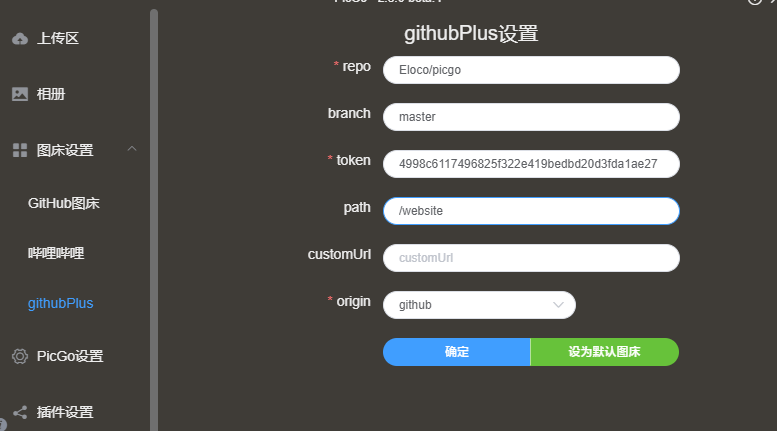 githubPlus设置
上传区
相册
图床设置
GitHub图床
哔哩哔哩
githubPlus
PicGo设置
插件设置
* repo
Eloco/picgo
branch
master
* token
4998c6117496825f322e419bedbd20d3fda1ae27
path
/website
customUrl
customUrl
* origin
github
确定
设为默认图床